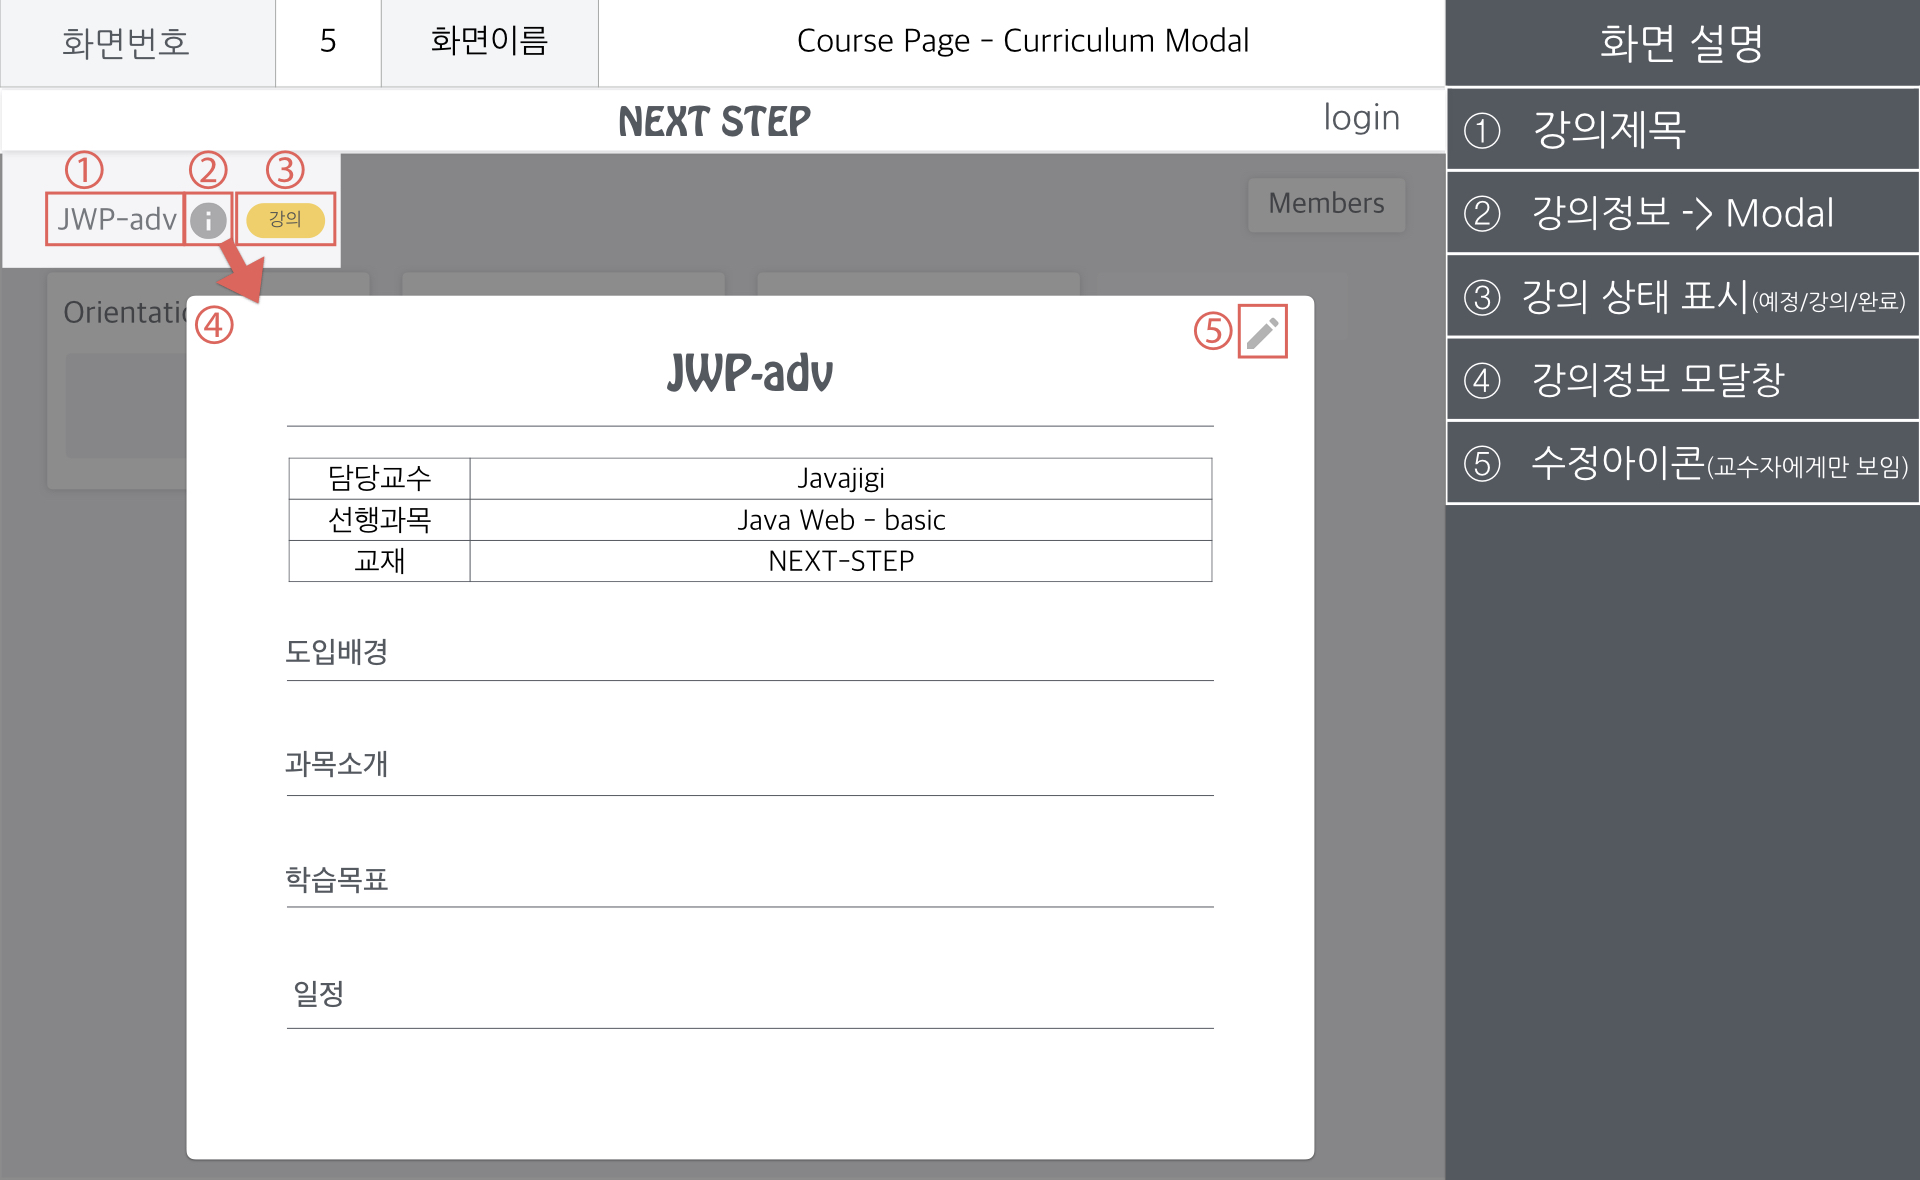 화면번호 5 화면이름 Course Page - Curriculum Modal
화면 설명
NEXT STEP
login
① ② ③
JWP-adv i 강의
Members
Orientatic
④
⑤
JWP-adv
담당교수 Javajigi
선행과목 Java Web - basic
교재 NEXT-STEP
도입배경
과목소개
학습목표
일정
① 강의제목
② 강의정보 -> Modal
③ 강의 상태 표시(예정/강의/완료)
④ 강의정보 모달창
⑤ 수정아이콘(교수자에게만 보임)